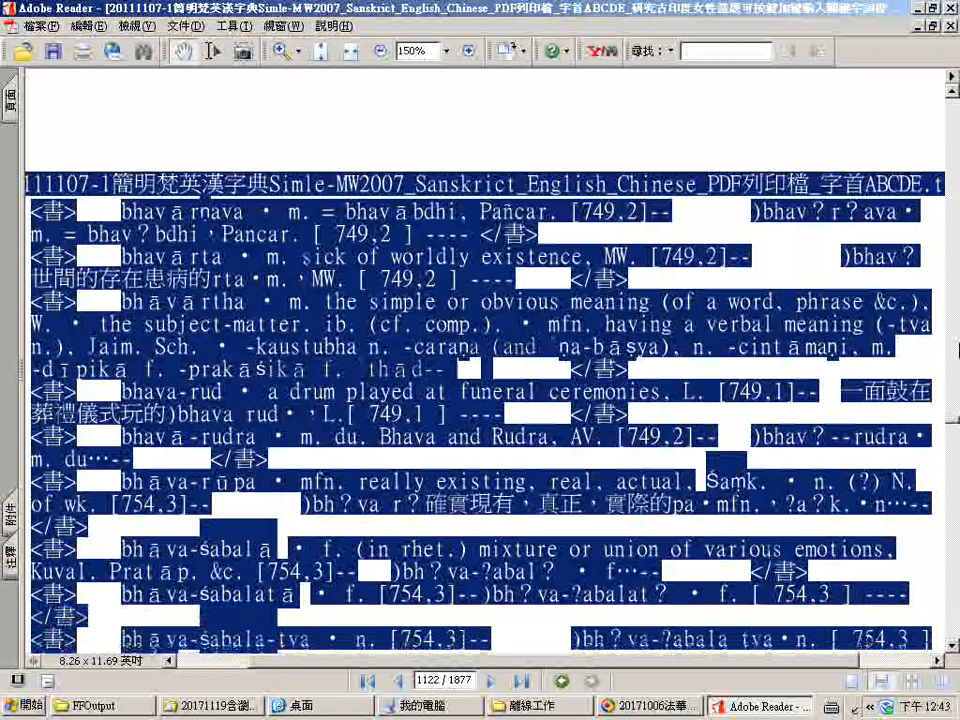 Adobe Reader - [20111107-1簡明梵英漢字典Simle-MW2007_Sanskrict_English_Chinese_PDF列印檔_字首ABCDE_研究古印度女性
檔案(F) 編輯(E) 檢視(V) 文件(D) 工具(T) 視窗(W) 說明(H)
150% 尋找:
頁面
111107-1簡明梵英漢字典Simle-MW2007_Sanskrict_English_Chinese_PDF列印檔_字首ABCDE.t
<書> bhavārṇava • m. = bhavābdhi, Pañcar. [749,2]-- )bhav?r?ava•
m. = bhav?bdhi，Pancar. [ 749,2 ] ---- </書>
<書> bhavārta • m. sick of worldly existence, MW. [749,2]-- )bhav?
世間的存在患病的rta•m.，MW. [ 749,2 ] ---- </書>
<書> bhāvārtha • m. the simple or obvious meaning (of a word, phrase &c.),
W. • the subject-matter. ib. (cf. comp.). • mfn. having a verbal meaning (-tva
n.), Jaim. Sch. • -kaustubha n. -caraṇa (and ṇa-bāṣya), n. -cintāmaṇi, m.
-dīpikā f. -prakāśikā f. thād-- </書>
<書> bhava-rud • a drum played at funeral ceremonies, L. [749,1]-- 一面鼓在
葬禮儀式玩的)bhava rud•，L.[ 749,1 ] ---- </書>
<書> bhavā-rudra • m. du. Bhava and Rudra, AV. [749,2]-- )bhav?--rudra•
m. du…-- </書>
<書> bhāva-rūpa • mfn. really existing, real, actual, Śaṃk. • n. (?) N.
of wk. [754,3]-- )bh?va r?確實現有，真正，實際的pa•mfn.，?a?k.•n…--
</書>
<書> bhāva-śabalā • f. (in rhet.) mixture or union of various emotions,
Kuval. Pratāp. &c. [754,3]-- )bh?va-?abal? • f…-- </書>
<書> bhāva-śabalatā • f. [754,3]--)bh?va-?abalat? • f. [ 754,3 ] ----
</書>
<書> bhāva-śabala-tva • n. [754,3]-- )bh?va-?abala tva•n. [ 754,3 ]
附件
注釋
8.26 x 11.69 英吋
1122 / 1877
開始 FFOutput 20171119含瀏... 桌面 我的電腦 離線工作 20171006法華... Adobe Reader - [... 下午 12:43